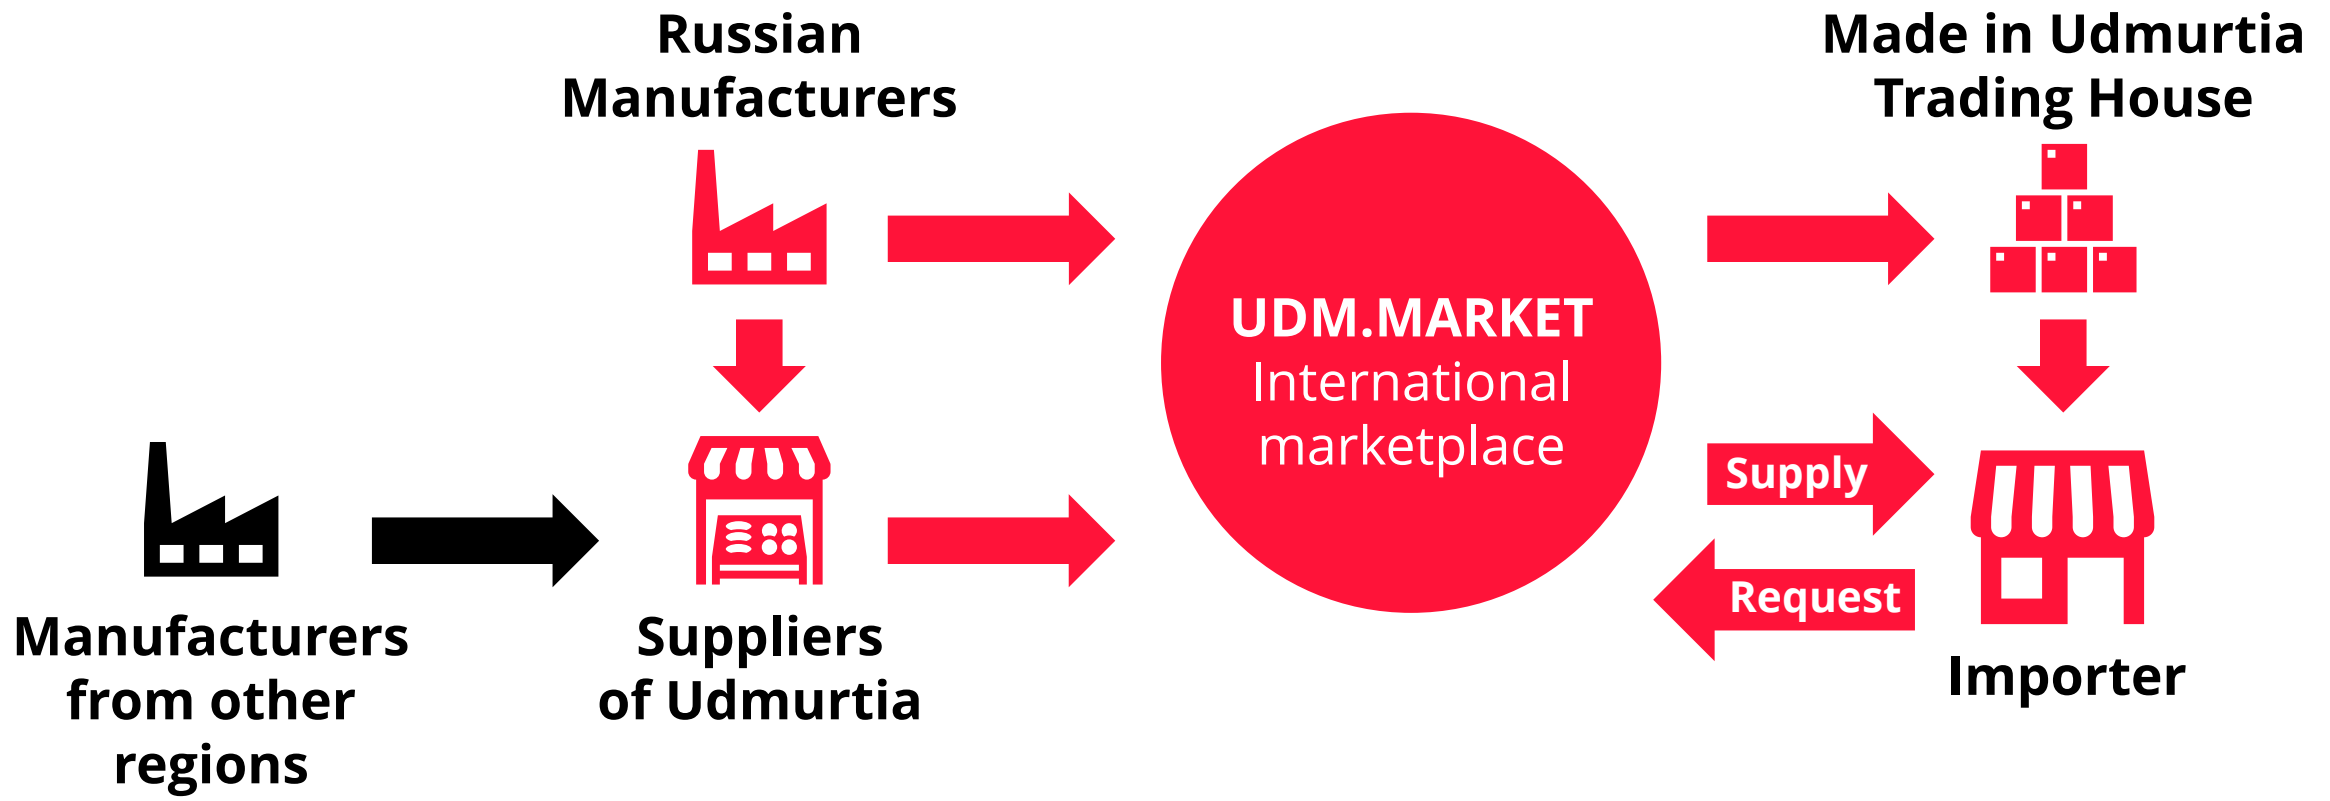 Russian
Manufacturers
Made in Udmurtia
Trading House
UDM.MARKET
International
marketplace
Supply
Request
Manufacturers
from other
regions
Suppliers
of Udmurtia
Importer